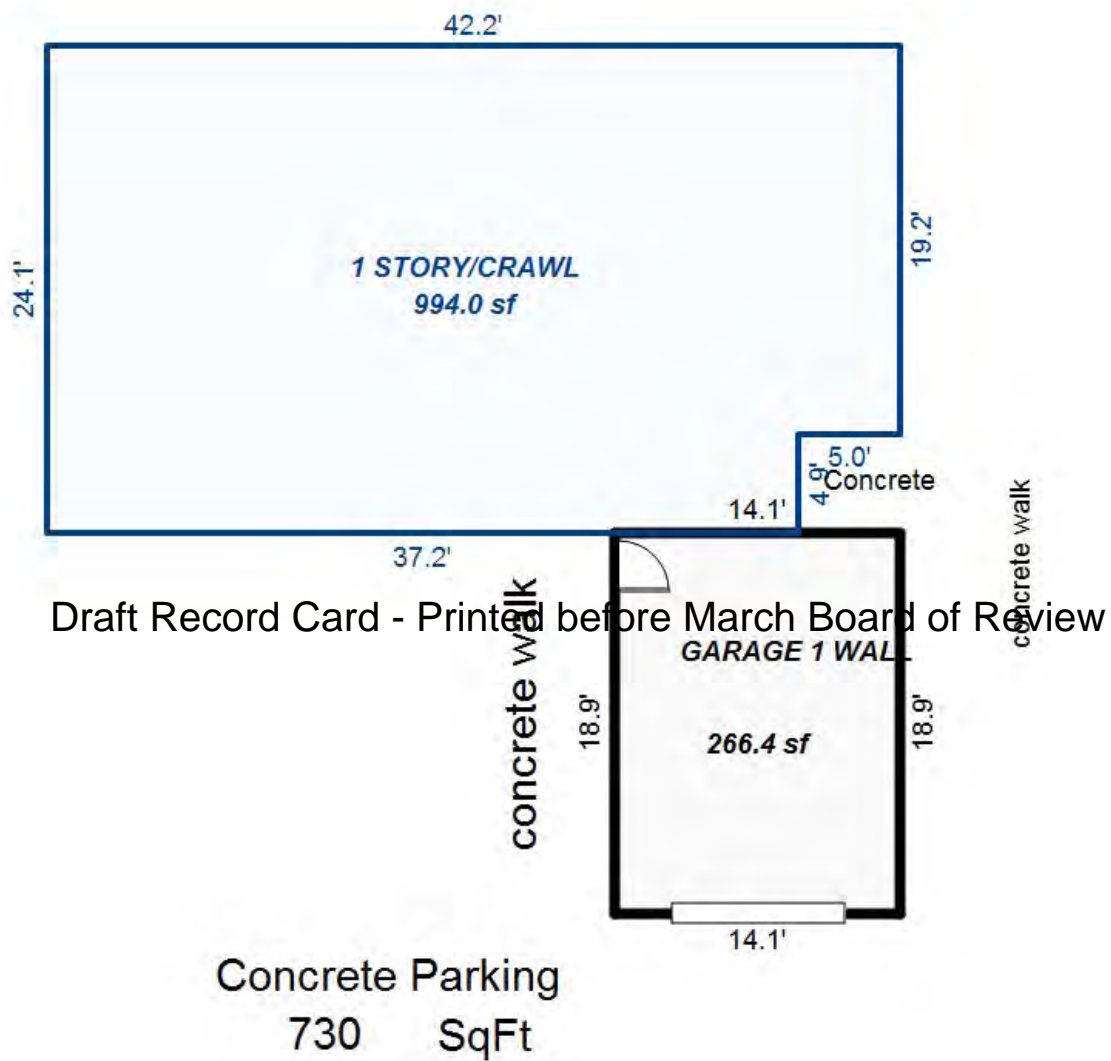 42.2'
24.1'
19.2'
1 STORY/CRAWL
994.0 sf
5.0'
4.9'
Concrete
14.1'
37.2'
concrete walk
concrete walk
Draft Record Card - Printed before March Board of Review
GARAGE 1 WALL
18.9'
18.9'
266.4 sf
14.1'
Concrete Parking
730 SqFt